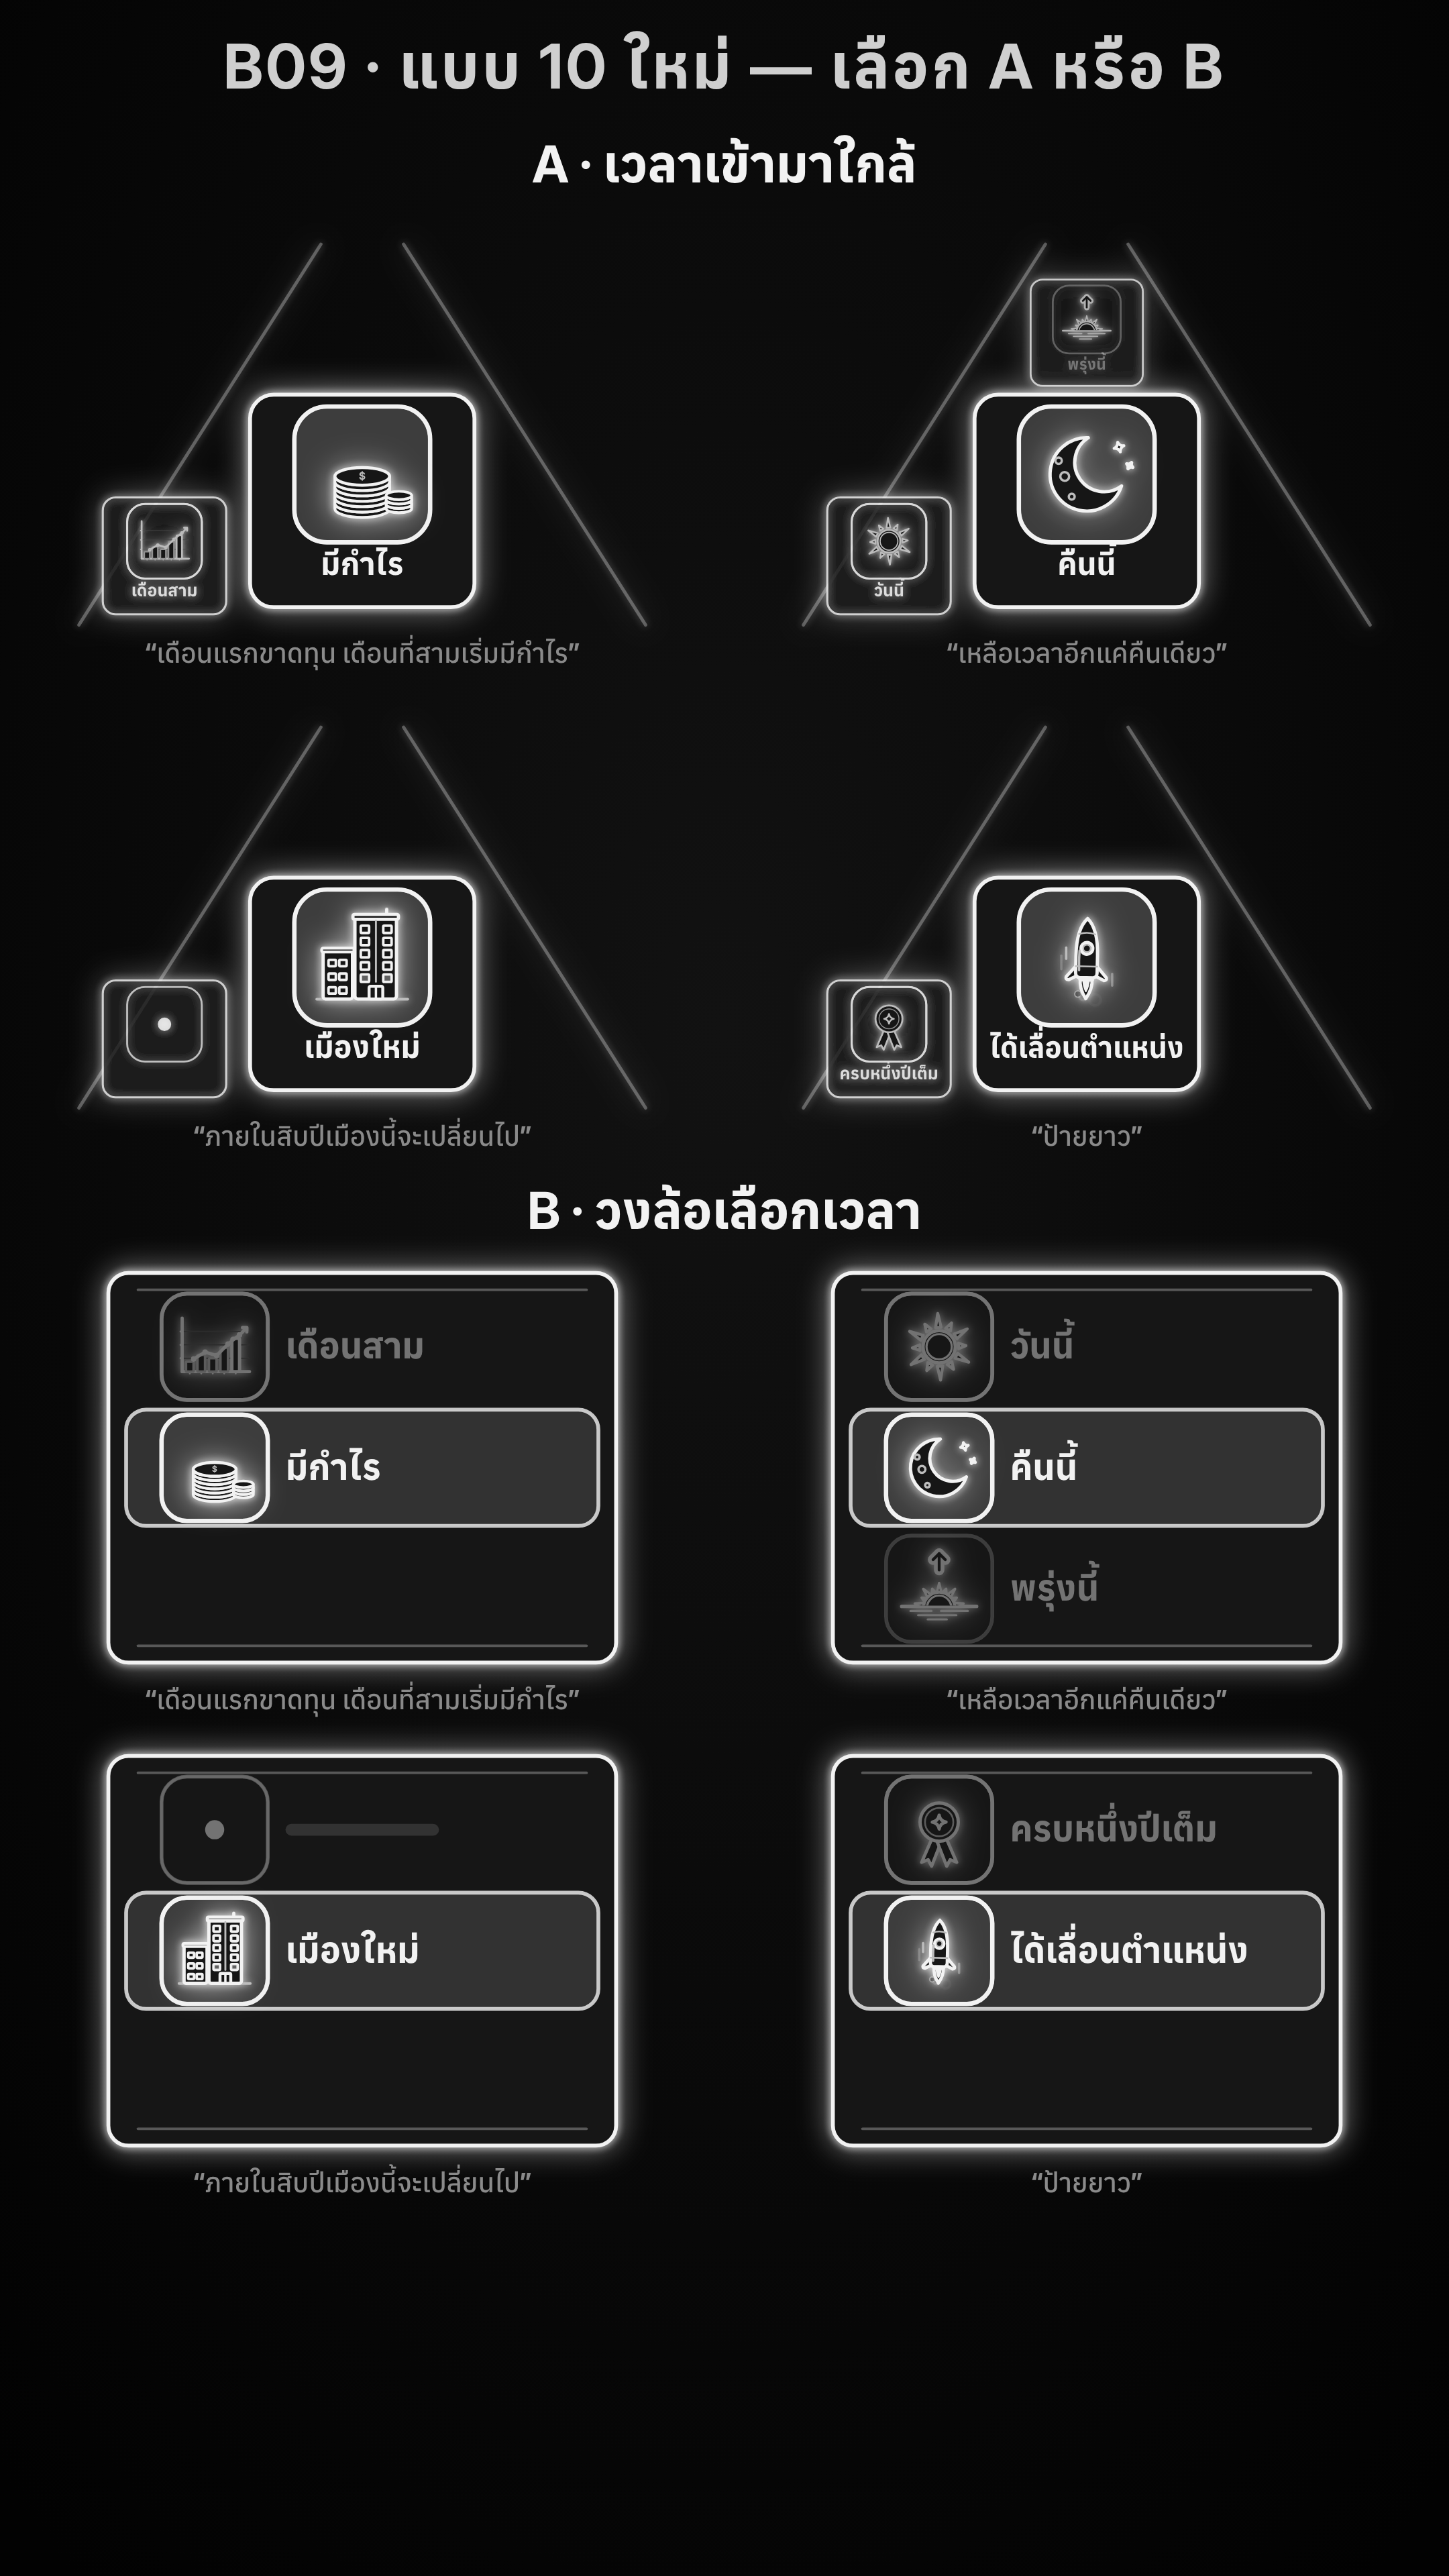 B09 · แบบ 10 ใหม่ — เลือก A หรือ B
A · เวลาเข้ามาใกล้
พรุ่งนี้
$
มีกำไร
เดือนสาม
คืนนี้
วันนี้
“เดือนแรกขาดทุน เดือนที่สามเริ่มมีกำไร”
“เหลือเวลาอีกแค่คืนเดียว”
เมืองใหม่
ได้เลื่อนตำแหน่ง
ครบหนึ่งปีเต็ม
“ภายในสิบปีเมืองนี้จะเปลี่ยนไป”
“ป้ายยาว”
B · วงล้อเลือกเวลา
เดือนสาม
$
มีกำไร
วันนี้
คืนนี้
พรุ่งนี้
“เดือนแรกขาดทุน เดือนที่สามเริ่มมีกำไร”
“เหลือเวลาอีกแค่คืนเดียว”
เมืองใหม่
ครบหนึ่งปีเต็ม
ได้เลื่อนตำแหน่ง
“ภายในสิบปีเมืองนี้จะเปลี่ยนไป”
“ป้ายยาว”